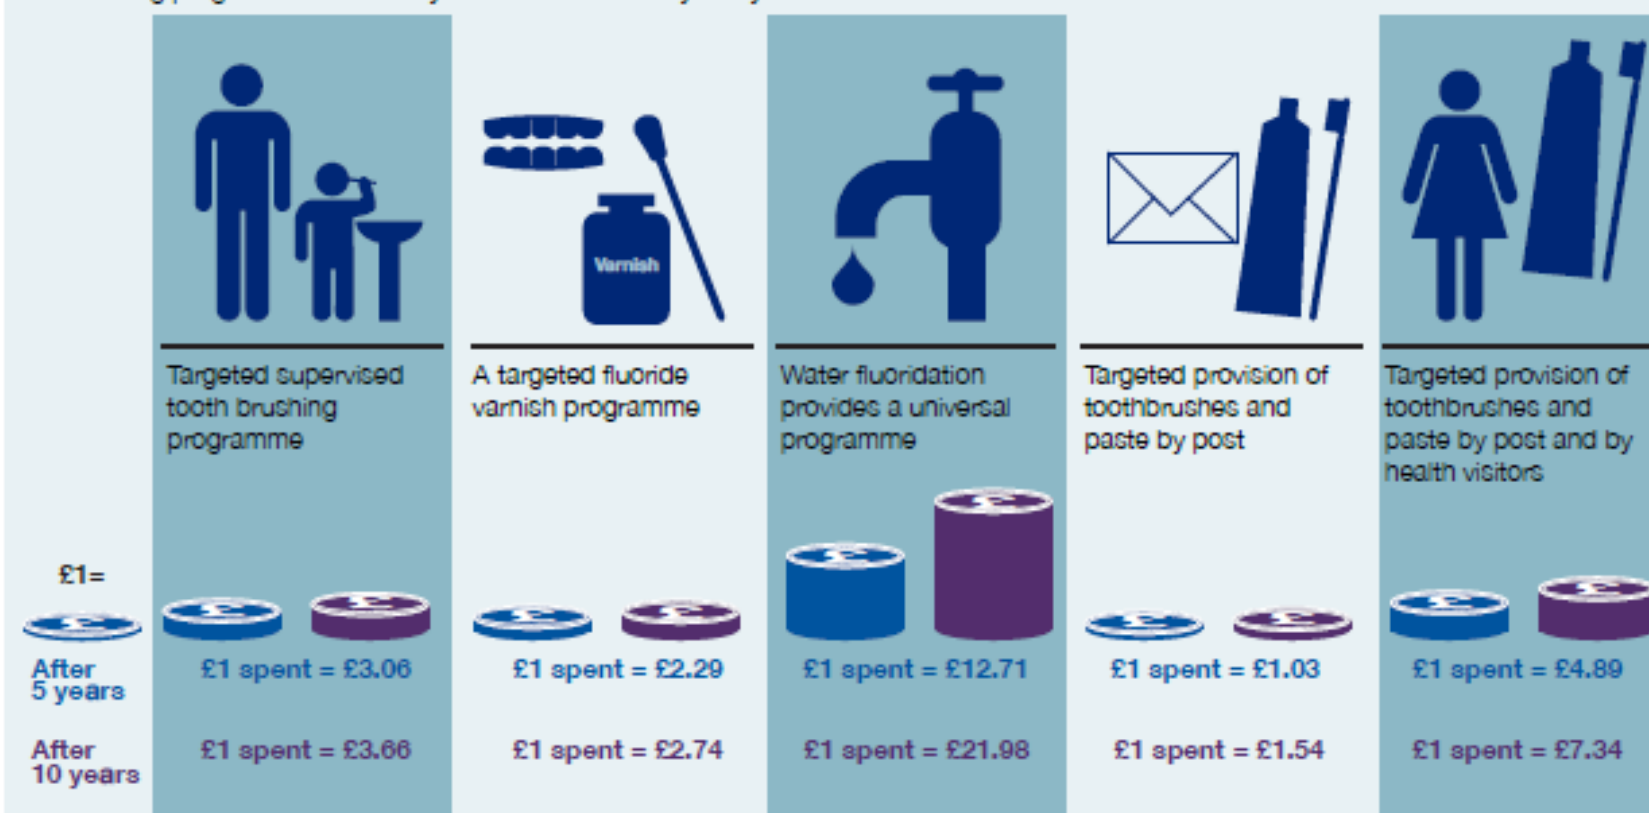 Varnish
Targeted supervised
tooth brushing
programme
A targeted fluoride
varnish programme
Water fluoridation
provides a universal
programme
Targeted provision of
toothbrushes and
paste by post
Targeted provision of
toothbrushes and
paste by post and by
health visitors
£1=
£
£
£
£
£
£
£
£
£
£
£
After
5 years
£1 spent = £3.06
£1 spent = £2.29
£1 spent = £12.71
£1 spent = £1.03
£1 spent = £4.89
After
10 years
£1 spent = £3.66
£1 spent = £2.74
£1 spent = £21.98
£1 spent = £1.54
£1 spent = £7.34